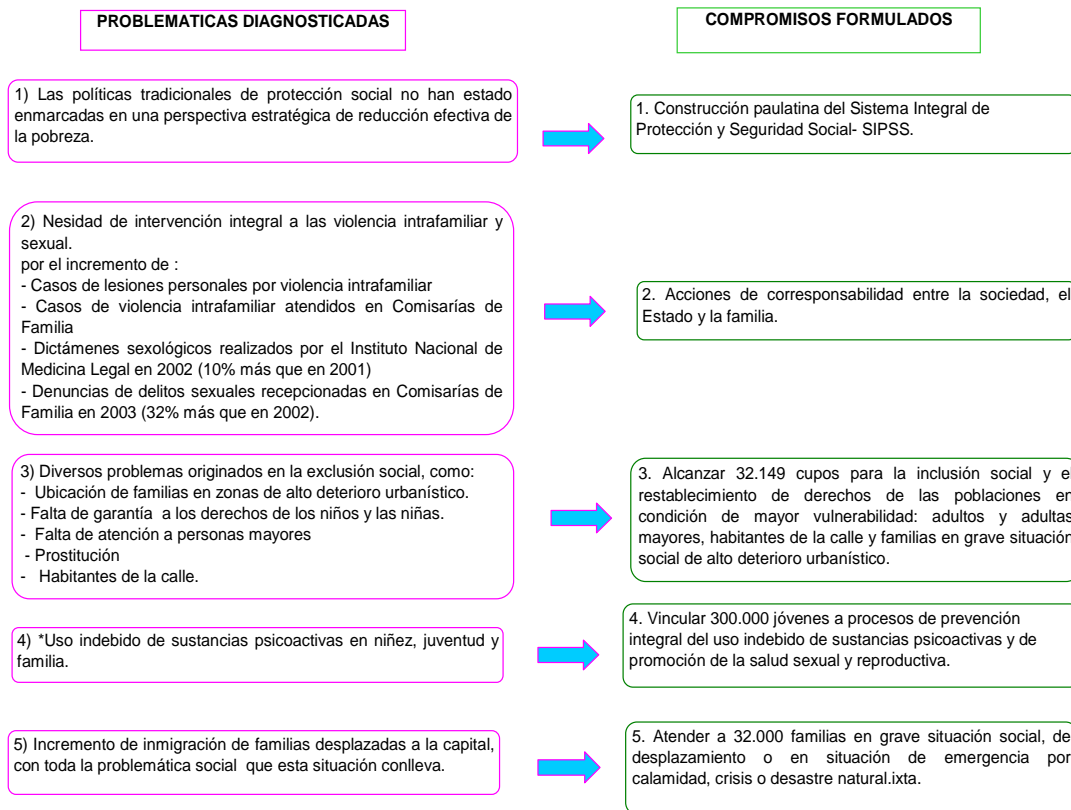 PROBLEMATICAS DIAGNOSTICADAS
COMPROMISOS FORMULADOS
1) Las políticas tradicionales de protección social no han estado
enmarcadas en una perspectiva estratégica de reducción efectiva de
la pobreza.
1. Construcción paulatina del Sistema Integral de
Protección y Seguridad Social- SIPSS.
2) Nesidad de intervención integral a las violencia intrafamiliar y
sexual.
por el incremento de :
- Casos de lesiones personales por violencia intrafamiliar
- Casos de violencia intrafamiliar atendidos en Comisarías de
Familia
- Dictámenes sexológicos realizados por el Instituto Nacional de
Medicina Legal en 2002 (10% más que en 2001)
- Denuncias de delitos sexuales recepcionadas en Comisarías de
Familia en 2003 (32% más que en 2002).
2. Acciones de corresponsabilidad entre la sociedad, el
Estado y la familia.
3) Diversos problemas originados en la exclusión social, como:
- Ubicación de familias en zonas de alto deterioro urbanístico.
- Falta de garantía a los derechos de los niños y las niñas.
- Falta de atención a personas mayores
- Prostitución
- Habitantes de la calle.
3. Alcanzar 32.149 cupos para la inclusión social y el
restablecimiento de derechos de las poblaciones en
condición de mayor vulnerabilidad: adultos y adultas
mayores, habitantes de la calle y familias en grave situación
social de alto deterioro urbanístico.
4) *Uso indebido de sustancias psicoactivas en niñez, juventud y
familia.
4. Vincular 300.000 jóvenes a procesos de prevención
integral del uso indebido de sustancias psicoactivas y de
promoción de la salud sexual y reproductiva.
5) Incremento de inmigración de familias desplazadas a la capital,
con toda la problemática social que esta situación conlleva.
5. Atender a 32.000 familias en grave situación social, de
desplazamiento o en situación de emergencia por
calamidad, crisis o desastre natural.ixta.